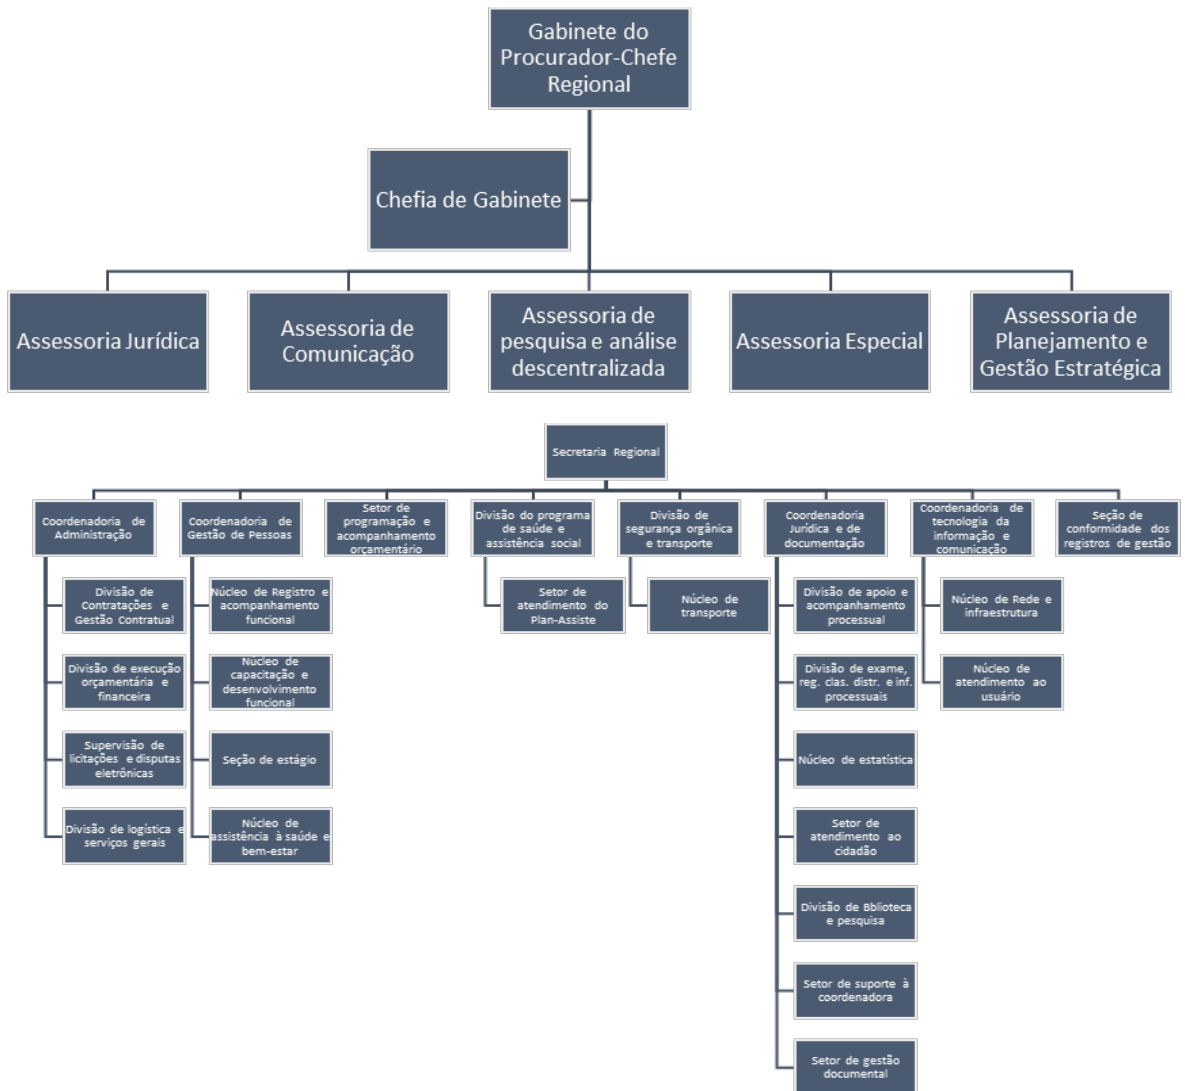 Gabinete do
Procurador-Chefe
Regional
Chefia de Gabinete
Assessoria Jurídica
Assessoria de
Comunicação
Assessoria de
pesquisa e análise
descentralizada
Assessoria Especial
Assessoria de
Planejamento e
Gestão Estratégica
Secretaria Regional
Coordenadoria de
Administração
Coordenadoria de
Gestão de Pessoas
Setor de
programação e
acompanhamento
orçamentário
Divisão do programa
de saúde e
assistência social
Divisão de
segurança orgânica
e transporte
Coordenadoria
Jurídica e de
documentação
Coordenadoria de
tecnologia da
informação e
comunicação
Seção de
conformidade dos
registros de gestão
Divisão de
Contratações e
Gestão Contratual
Divisão de execução
orçamentária e
financeira
Supervisão de
licitações e disputas
eletrônicas
Divisão de logística e
serviços gerais
Núcleo de Registro e
acompanhamento
funcional
Núcleo de
capacitação e
desenvolvimento
funcional
Seção de estágio
Núcleo de
assistência à saúde e
bem-estar
Setor de
atendimento do
Plan-Assiste
Núcleo de
transporte
Divisão de apoio e
acompanhamento
processual
Divisão de exame,
reg. clas. distr. e inf.
processuais
Núcleo de estatística
Setor de
atendimento ao
cidadão
Divisão de Bblioteca
e pesquisa
Setor de suporte à
coordenadora
Setor de gestão
documental
Núcleo de Rede e
infraestrutura
Núcleo de
atendimento ao
usuário